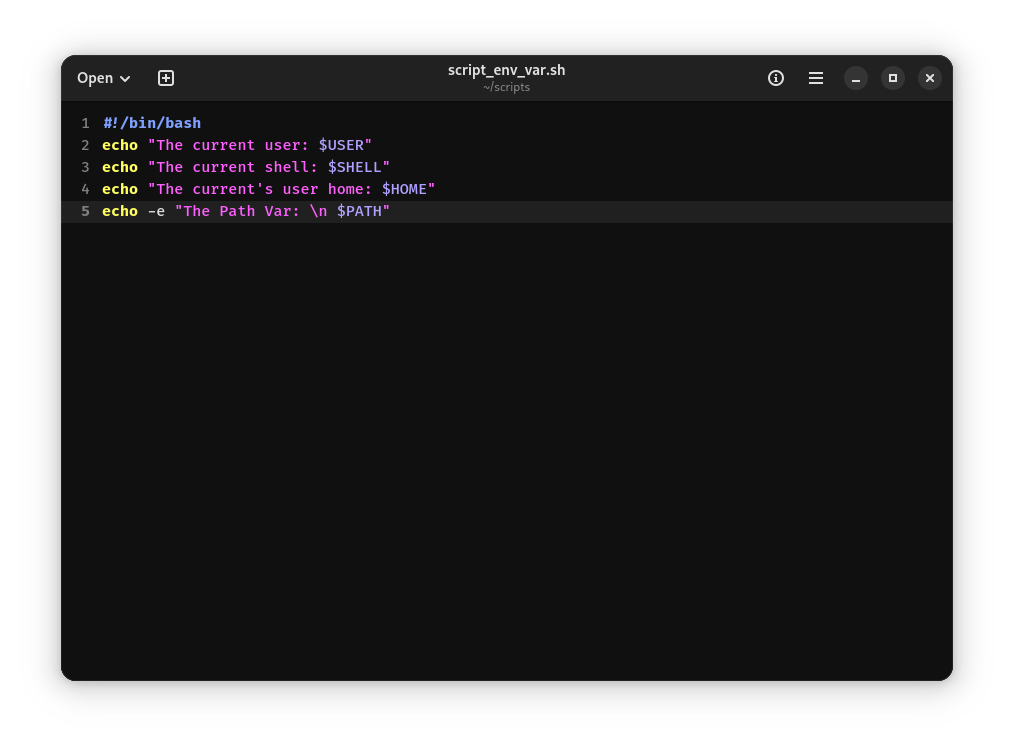 Open
script_env_var.sh
~/scripts
1 #!/bin/bash
2 echo "The current user: $USER"
3 echo "The current shell: $SHELL"
4 echo "The current's user home: $HOME"
5 echo -e "The Path Var: \n $PATH"